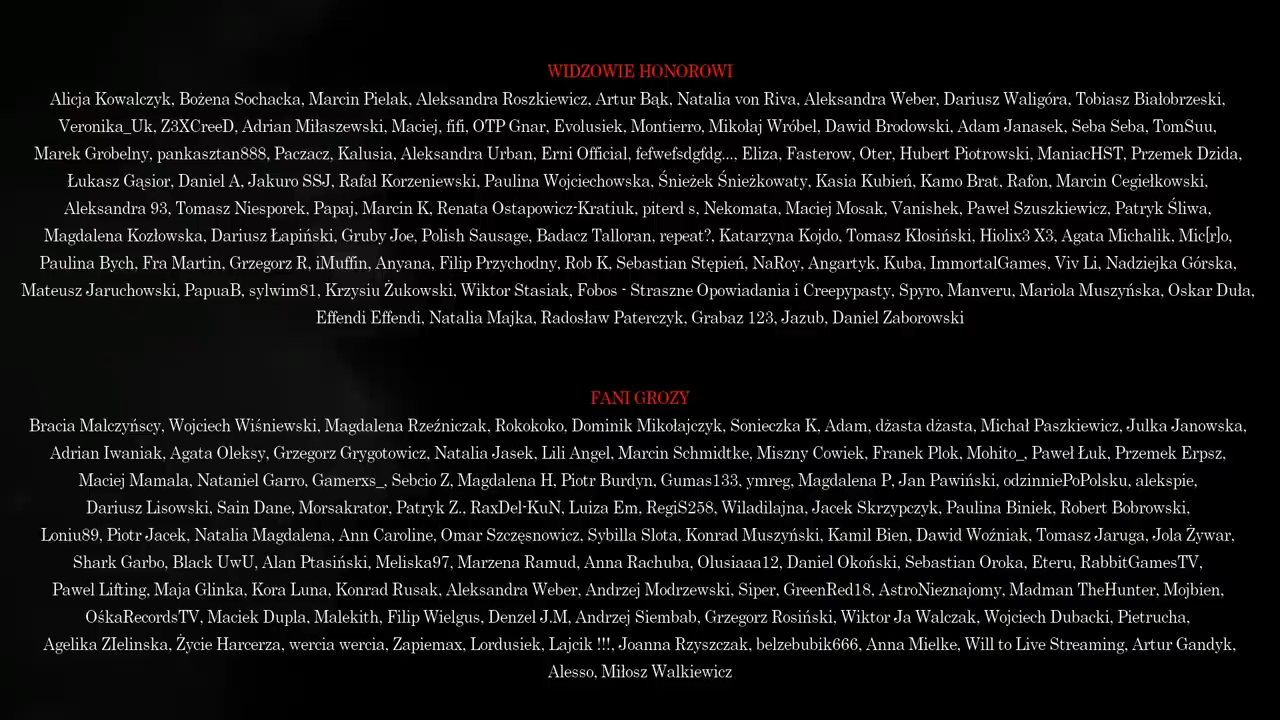 WIDZOWIE HONOROWI
Alicja Kowalczyk, Bożena Sochacka, Marcin Pielak, Aleksandra Roszkiewicz, Artur Bąk, Natalia von Riva, Aleksandra Weber, Dariusz Waligóra, Tobiasz Białobrzeski,
Veronika_Uk, Z3XCreeD, Adrian Miłaszewski, Maciej, fifi, OTP Gnar, Evolusiek, Montierro, Mikołaj Wróbel, Dawid Brodowski, Adam Janasek, Seba Seba, TomSuu,
Marek Grobelny, pankasztan888, Paczacz, Kalusia, Aleksandra Urban, Erni Official, fefwefsdgfdg..., Eliza, Fasterow, Oter, Hubert Piotrowski, ManiacHST, Przemek Dzida,
Łukasz Gąsior, Daniel A, Jakuro SSJ, Rafał Korzeniewski, Paulina Wojciechowska, Śnieżek Śnieżkowaty, Kasia Kubień, Kamo Brat, Rafon, Marcin Cegiełkowski,
Aleksandra 93, Tomasz Niesporek, Papaj, Marcin K, Renata Ostapowicz-Kratiuk, piterd s, Nekomata, Maciej Mosak, Vanishek, Paweł Szuszkiewicz, Patryk Śliwa,
Magdalena Kozłowska, Dariusz Łapiński, Gruby Joe, Polish Sausage, Badacz Talloran, repeat?, Katarzyna Kojdo, Tomasz Kłosiński, Hiolix3 X3, Agata Michalik, Mic[r]o,
Paulina Bych, Fra Martin, Grzegorz R, iMuffin, Anyana, Filip Przychodny, Rob K, Sebastian Stępień, NaRoy, Angartyk, Kuba, ImmortalGames, Viv Li, Nadziejka Górska,
Mateusz Jaruchowski, PapuaB, sylwim81, Krzysiu Żukowski, Wiktor Stasiak, Fobos - Straszne Opowiadania i Creepypasty, Spyro, Manveru, Mariola Muszyńska, Oskar Duła,
Effendi Effendi, Natalia Majka, Radosław Paterczyk, Grabaz 123, Jazub, Daniel Zaborowski
FANI GROZY
Bracia Malczyńscy, Wojciech Wiśniewski, Magdalena Rzeźniczak, Rokokoko, Dominik Mikołajczyk, Sonieczka K, Adam, dżasta dżasta, Michał Paszkiewicz, Julka Janowska,
Adrian Iwaniak, Agata Oleksy, Grzegorz Grygotowicz, Natalia Jasek, Lili Angel, Marcin Schmidtke, Miszny Cowiek, Franek Plok, Mohito_, Paweł Łuk, Przemek Erpsz,
Maciej Mamala, Nataniel Garro, Gamerxs_, Sebcio Z, Magdalena H, Piotr Burdyn, Gumas133, ymreg, Magdalena P, Jan Pawiński, odzinniePoPolsku, alekspie,
Dariusz Lisowski, Sain Dane, Morsakrator, Patryk Z., RaxDel-KuN, Luiza Em, RegiS258, Wiladilajna, Jacek Skrzypczyk, Paulina Biniek, Robert Bobrowski,
Loniu89, Piotr Jacek, Natalia Magdalena, Ann Caroline, Omar Szczęsnowicz, Sybilla Slota, Konrad Muszyński, Kamil Bien, Dawid Woźniak, Tomasz Jaruga, Jola Żywar,
Shark Garbo, Black UwU, Alan Ptasiński, Meliska97, Marzena Ramud, Anna Rachuba, Olusiaaa12, Daniel Okoński, Sebastian Oroka, Eteru, RabbitGamesTV,
Pawel Lifting, Maja Glinka, Kora Luna, Konrad Rusak, Aleksandra Weber, Andrzej Modrzewski, Siper, GreenRed18, AstroNieznajomy, Madman TheHunter, Mojbien,
OśkaRecordsTV, Maciek Dupla, Malekith, Filip Wielgus, Denzel J.M, Andrzej Siembab, Grzegorz Rosiński, Wiktor Ja Walczak, Wojciech Dubacki, Pietrucha,
Agelika ZIelinska, Życie Harcerza, wercia wercia, Zapiemax, Lordusiek, Lajcik !!!, Joanna Rzyszczak, belzebubik666, Anna Mielke, Will to Live Streaming, Artur Gandyk,
Alesso, Miłosz Walkiewicz